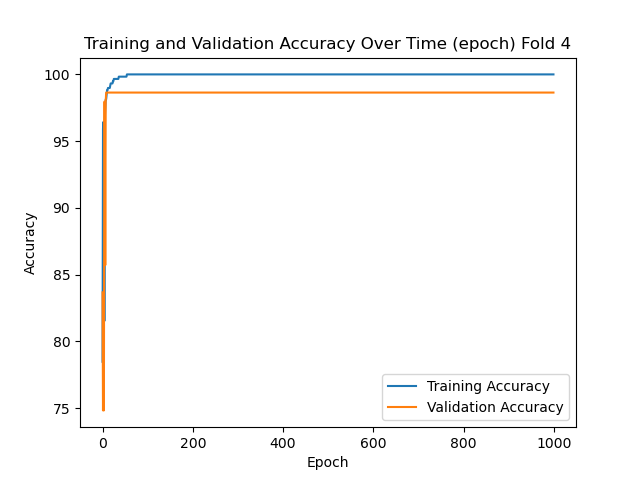 Training and Validation Accuracy Over Time (epoch) Fold 4
100
95
90
85
80
75
Accuracy
Training Accuracy
Validation Accuracy
0 200 400 600 800 1000
Epoch